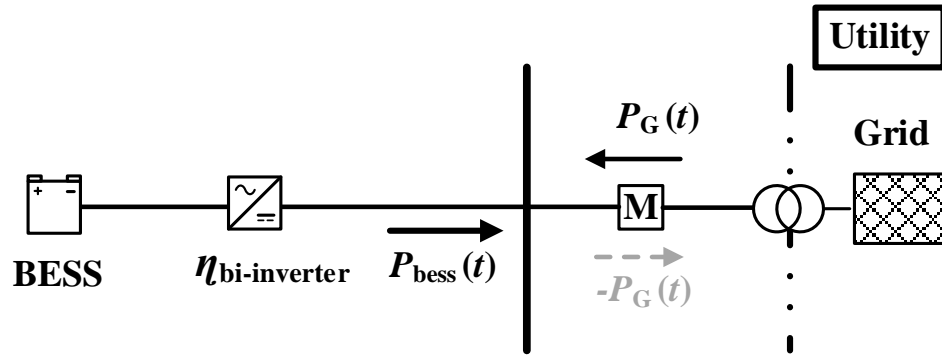 Utility
P_G(t)
Grid
+ -
M
BESS
η_bi-inverter
P_bess(t)
-P_G(t)